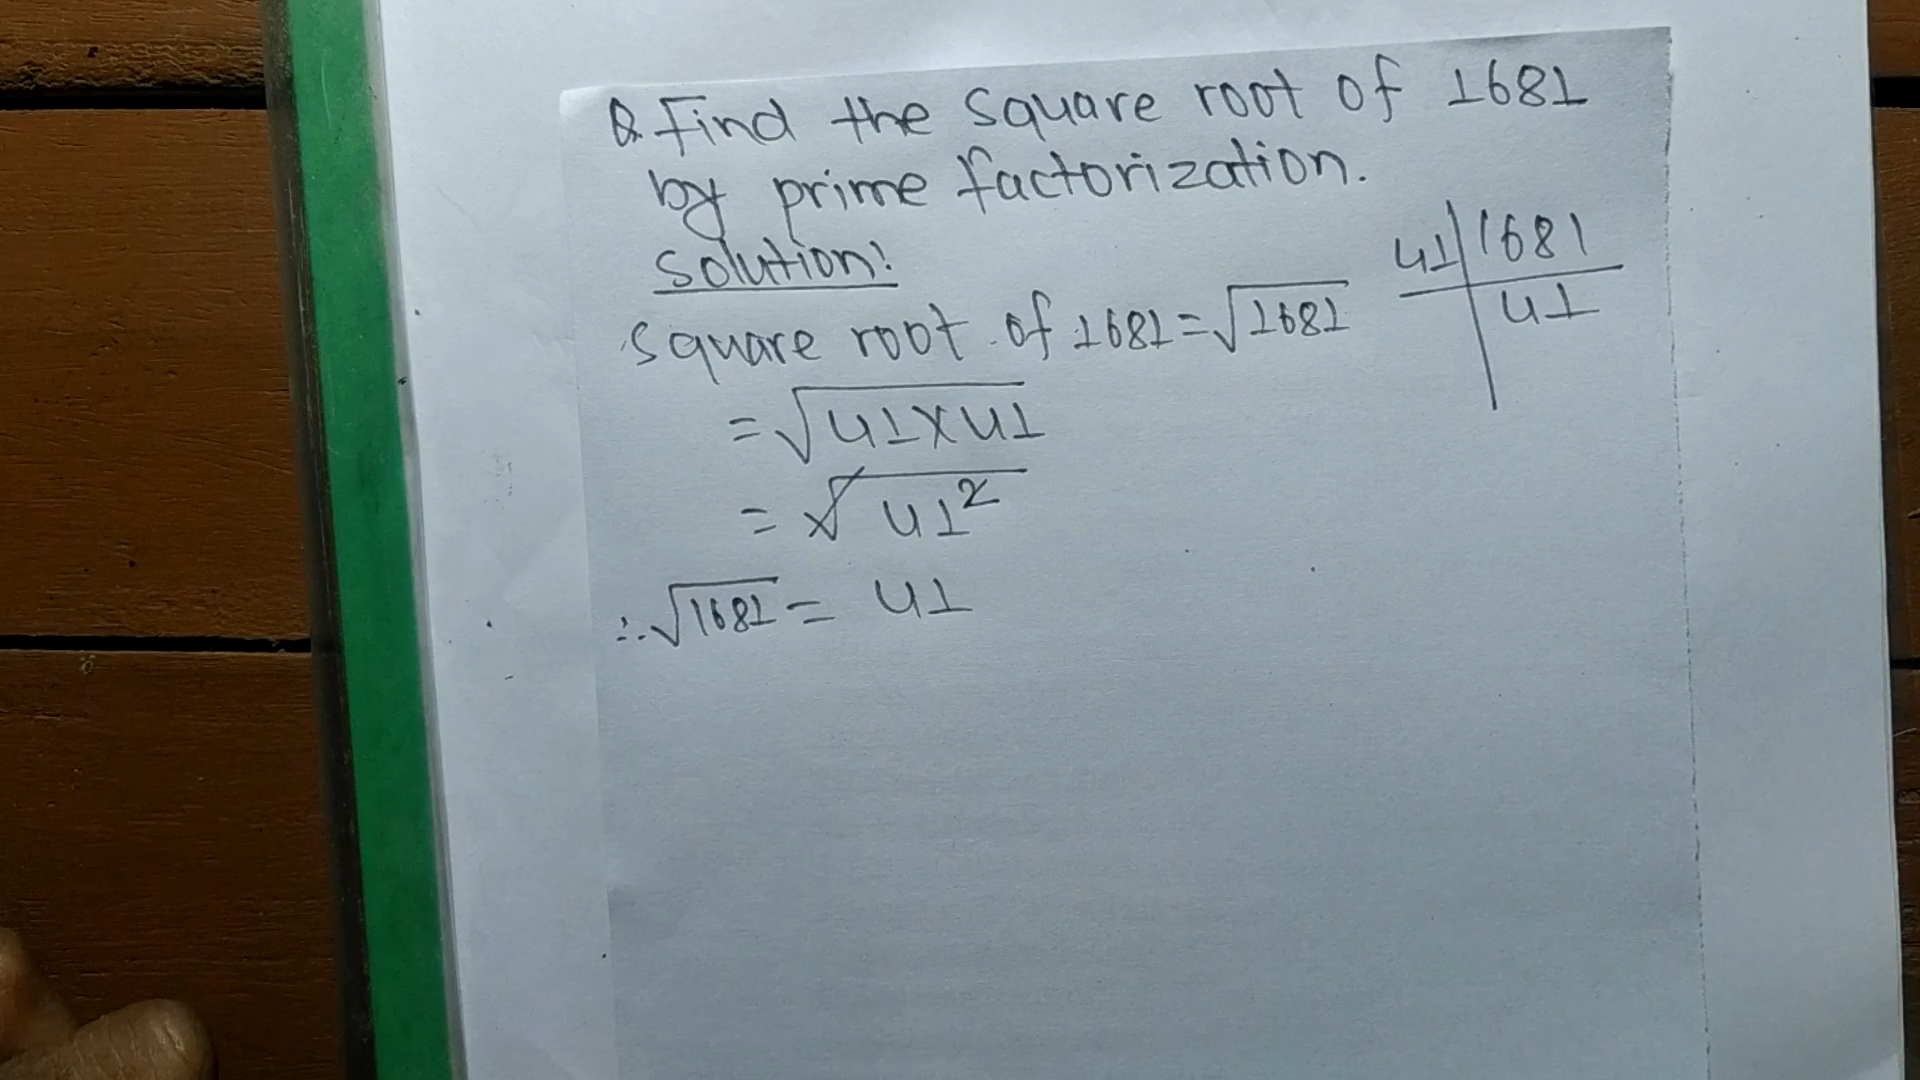 Q. Find the square root of 1681
by prime factorization.
Solution:
41|1681
41
square root of 1681 = √1681
= √41×41
= √41²
∴ √1681 = 41